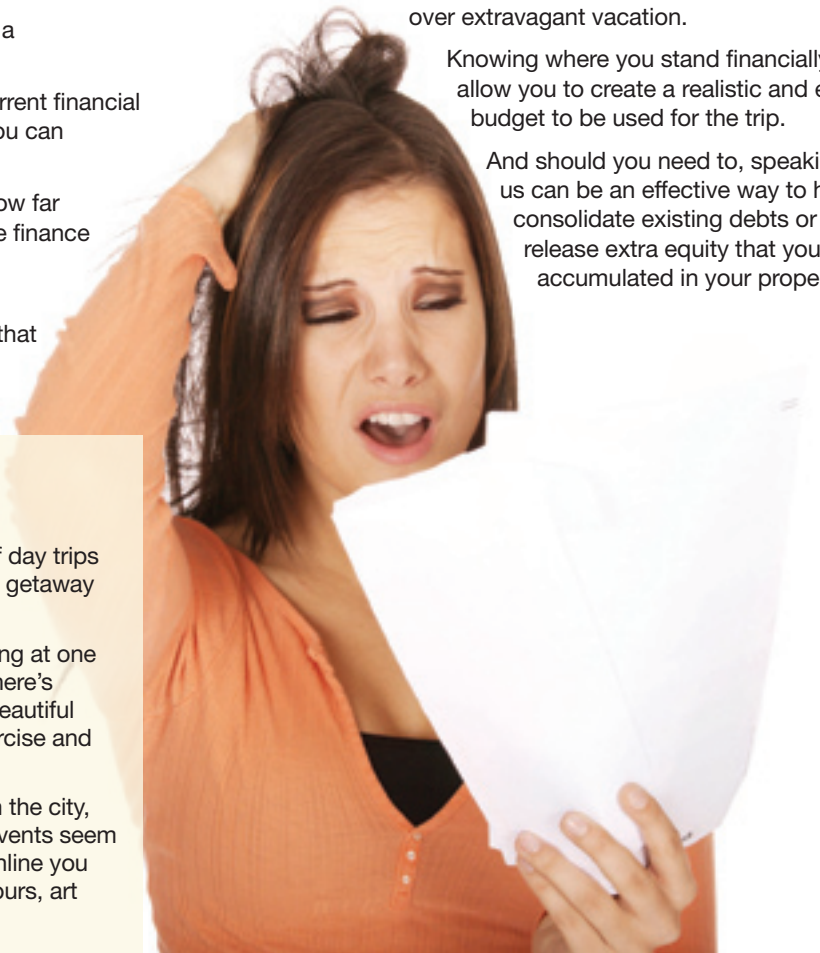 a
rrent financial
ou can
ow far
e finance
that
f day trips
getaway
ng at one
here's
eautiful
rcise and
n the city,
vents seem
nline you
ours, art
over extravagant vacation.
Knowing where you stand financially
allow you to create a realistic and e
budget to be used for the trip.
And should you need to, speaki
us can be an effective way to h
consolidate existing debts or
release extra equity that you
accumulated in your prope